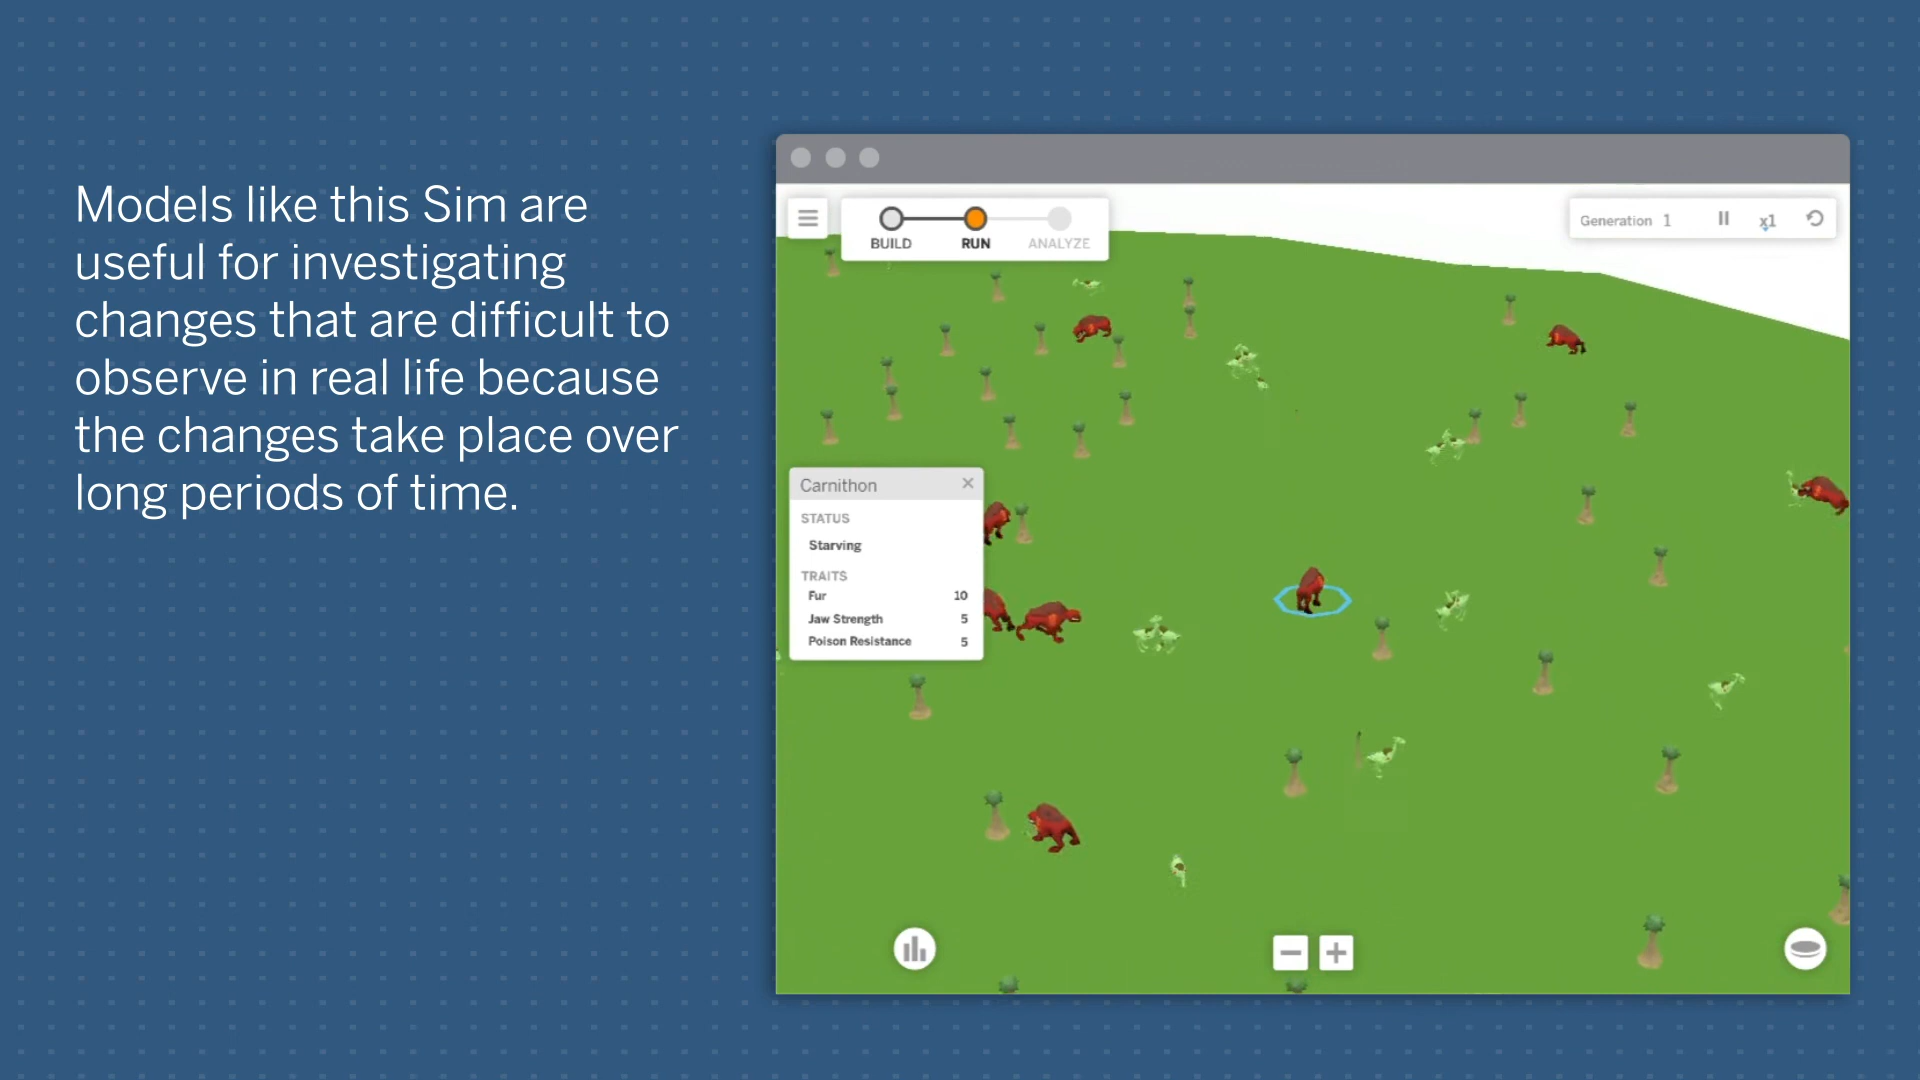 Models like this Sim are
useful for investigating
changes that are difficult to
observe in real life because
the changes take place over
long periods of time.
BUILD RUN ANALYZE
Generation 1 x1
Carnithon
STATUS
Starving
TRAITS
Fur 10
Jaw Strength 5
Poison Resistance 5